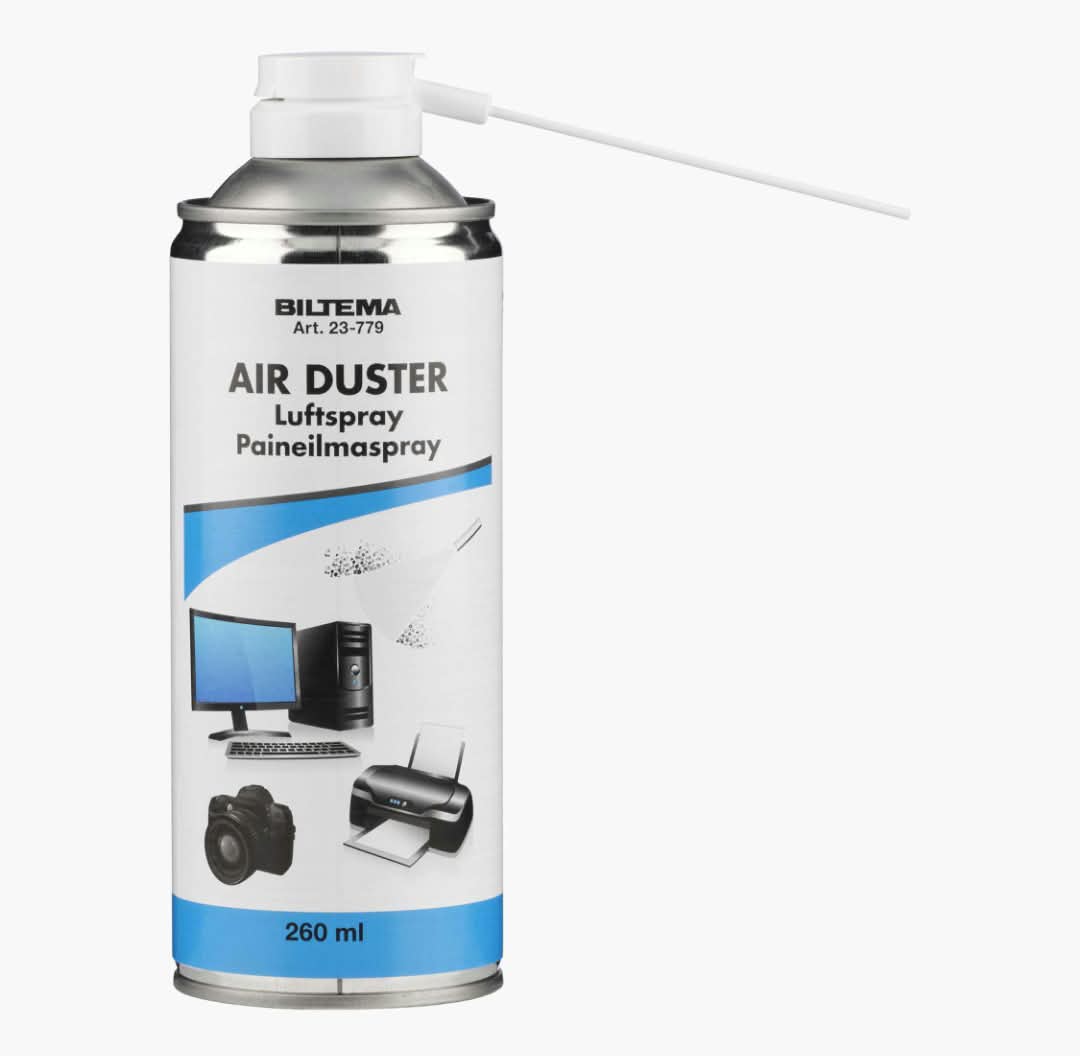 BILTEMA
Art. 23-779
AIR DUSTER
Luftspray
Paineilmaspray
260 ml